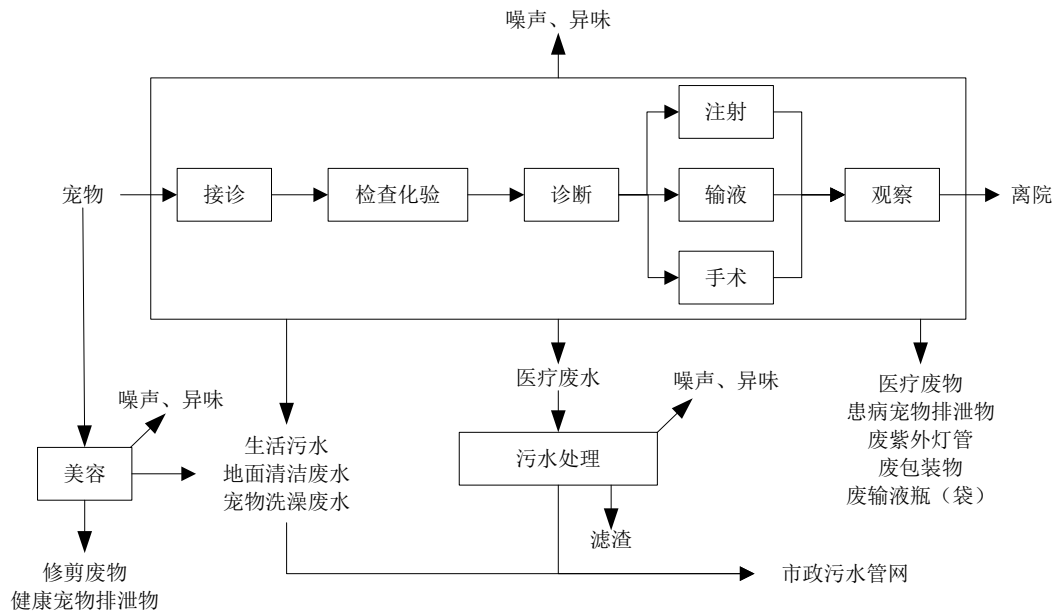 噪声、异味
注射
宠物
接诊
检查化验
诊断
输液
观察
离院
手术
医疗废水
噪声、异味
医疗废物
患病宠物排泄物
废紫外灯管
废包装物
废输液瓶（袋）
噪声、异味
美容
生活污水
地面清洁废水
宠物洗澡废水
污水处理
滤渣
修剪废物
健康宠物排泄物
市政污水管网